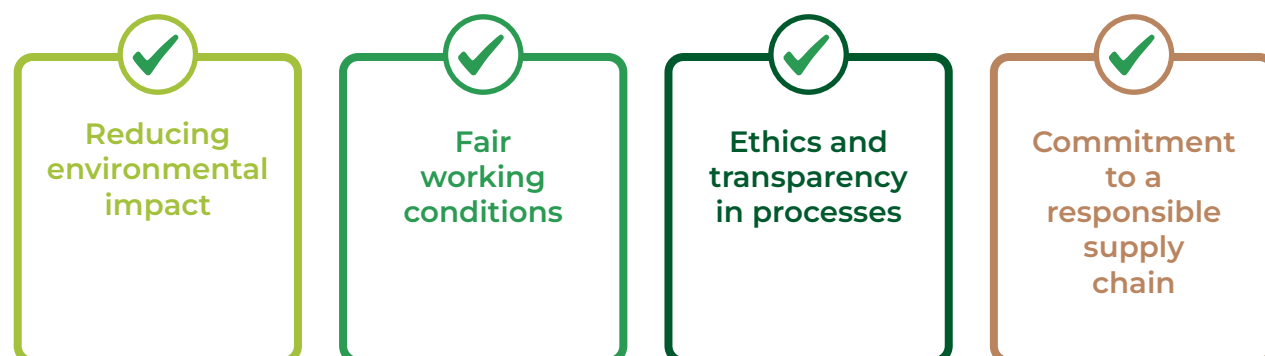 Reducing
environmental
impact
Fair
working
conditions
Ethics and
transparency
in processes
Commitment
to a
responsible
supply
chain